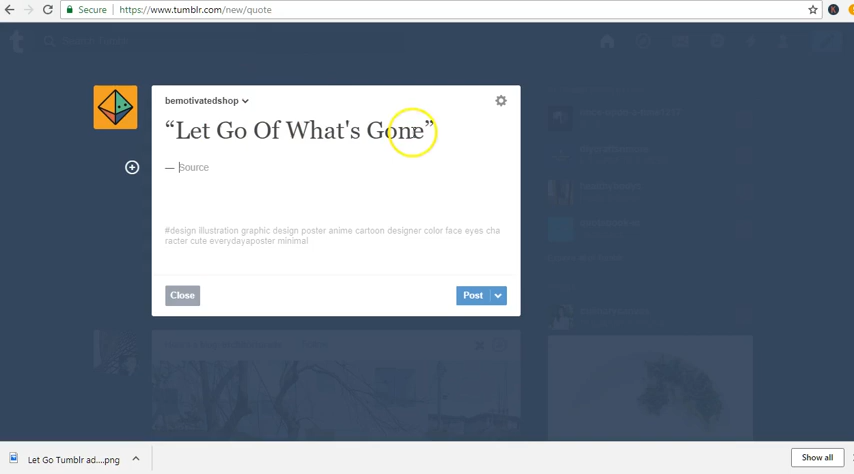 Secure
https://www.tumblr.com/new/quote
bemotivatedshop
“Let Go Of What's Gone”
— Source
#design illustration graphic design poster anime cartoon designer color face eyes cha
racter cute everydayaposter minimal
Close
Post
Let Go Tumblr ad....png
Show all